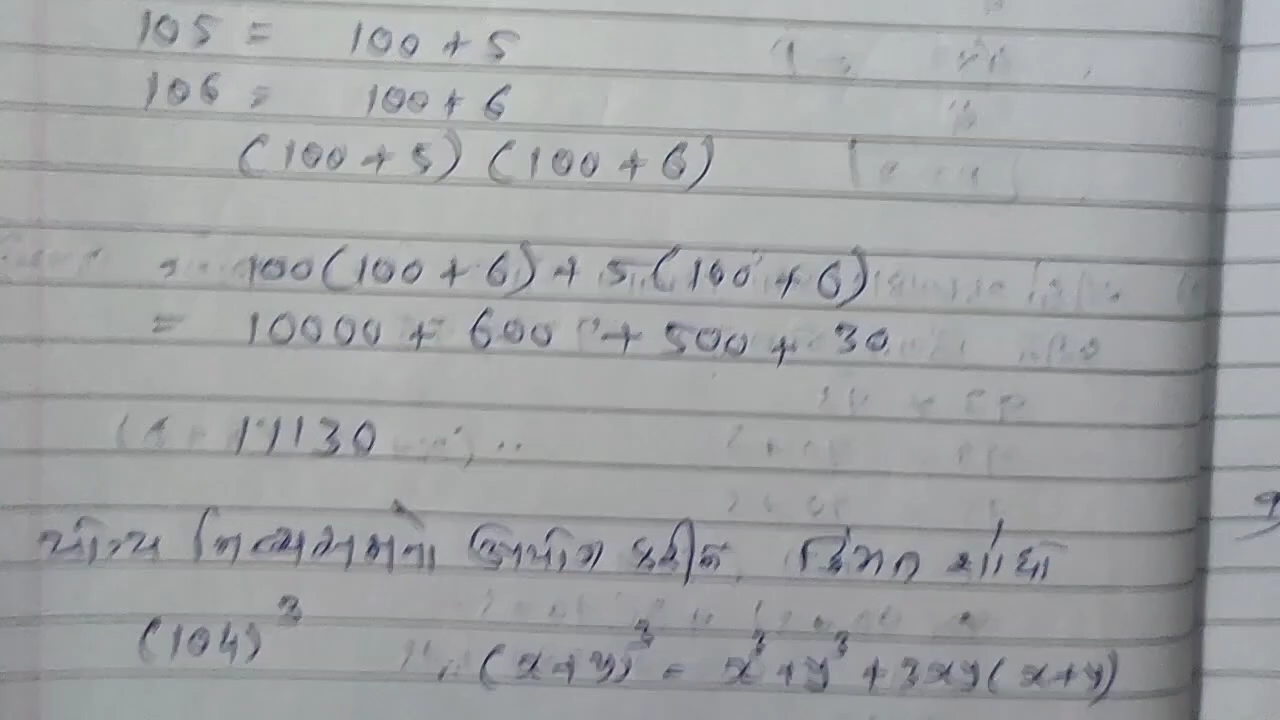 105 = 100 + 5
106 = 100 + 6
(100 + 5) (100 + 6)
= 100(100 + 6) + 5(100 + 6)
= 10000 + 600 + 500 + 30
= 11130
યોગ્ય નિત્યસમનો ઉપયોગ કરીને કિંમત શોધો
(104)³ (x+y)³ = x³+y³+3xy(x+y)